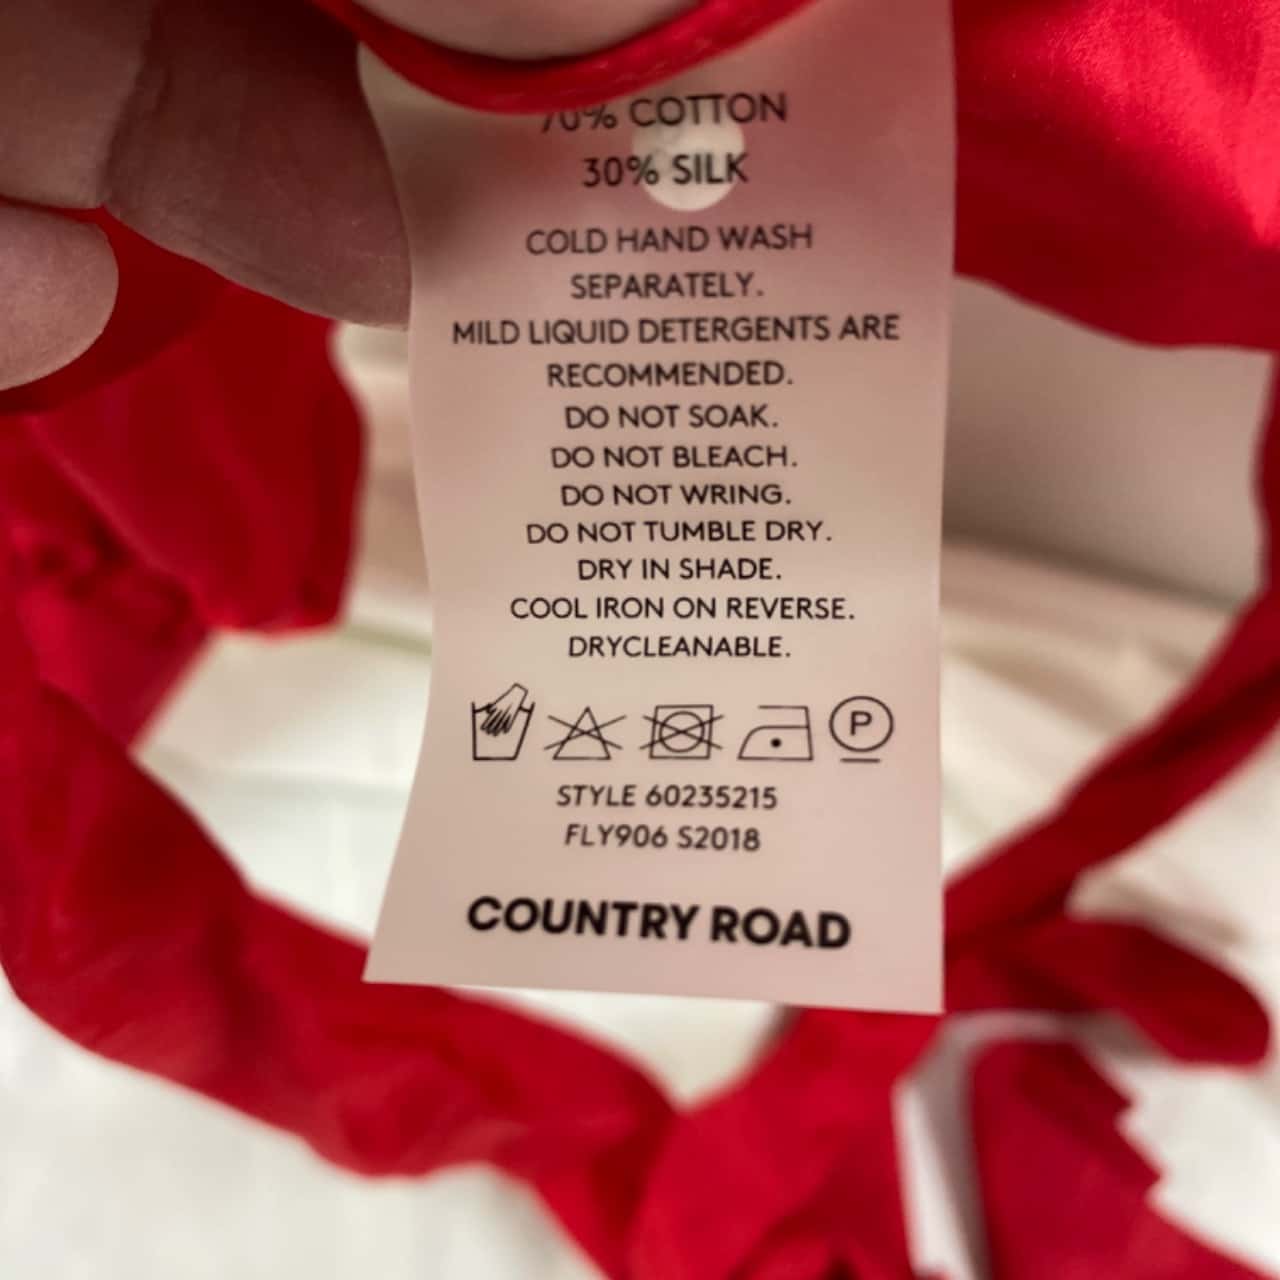 70% COTTON
30% SILK
COLD HAND WASH
SEPARATELY.
MILD LIQUID DETERGENTS ARE
RECOMMENDED.
DO NOT SOAK.
DO NOT BLEACH.
DO NOT WRING.
DO NOT TUMBLE DRY.
DRY IN SHADE.
COOL IRON ON REVERSE.
DRYCLEANABLE.
P
STYLE 60235215
FLY906 S2018
COUNTRY ROAD